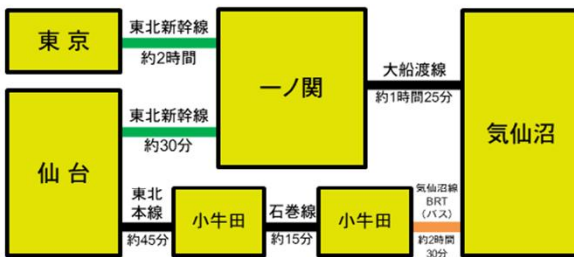 東京
東北新幹線
約2時間
一ノ関
大船渡線
約1時間25分
気仙沼
仙台
東北新幹線
約30分
東北
本線
約45分
小牛田
石巻線
約15分
小牛田
気仙沼線
BRT
(バス)
約2時間
30分